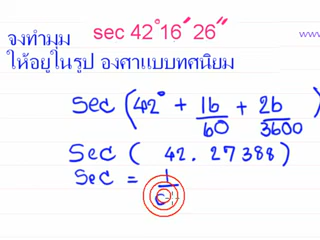 จงทำมุม sec 42°16′26″
www.
ให้อยู่ในรูป องศาแบบทศนิยม
sec (42° + 16/60 + 26/3600)
sec ( 42. 27388)
sec = 1/c